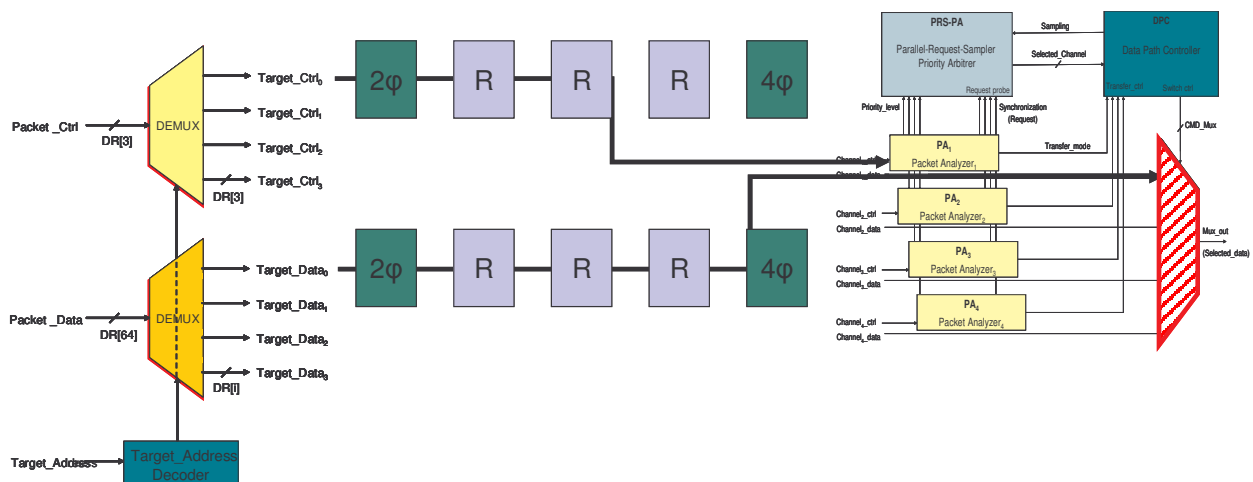 PRS-PA
Parallel-Request-Sampler
Priority Arbitrer
Request probe
Sampling
Selected_Channel
DPC
Data Path Controller
Transfer_ctrl
Switch ctrl
Priority_level
Synchronization
(Request)
CMD_Mux
Transfer_mode
Packet _Ctrl
DR[3]
DEMUX
Target_Ctrl₀
Target_Ctrl₁
Target_Ctrl₂
Target_Ctrl₃
DR[3]
2φ
R
R
R
4φ
PA₁
Packet Analyzer₁
PA₂
Packet Analyzer₂
Channel₂_ctrl
Channel₂_data
PA₃
Packet Analyzer₃
PA₄
Packet Analyzer₄
Channel₄_ctrl
Channel₄_data
Mux_out
(Selected_data)
Packet _Data
DR[64]
DEMUX
Target_Data₀
Target_Data₁
Target_Data₂
Target_Data₃
DR[i]
2φ
R
R
R
4φ
Target_Address
Target_Address
Decoder